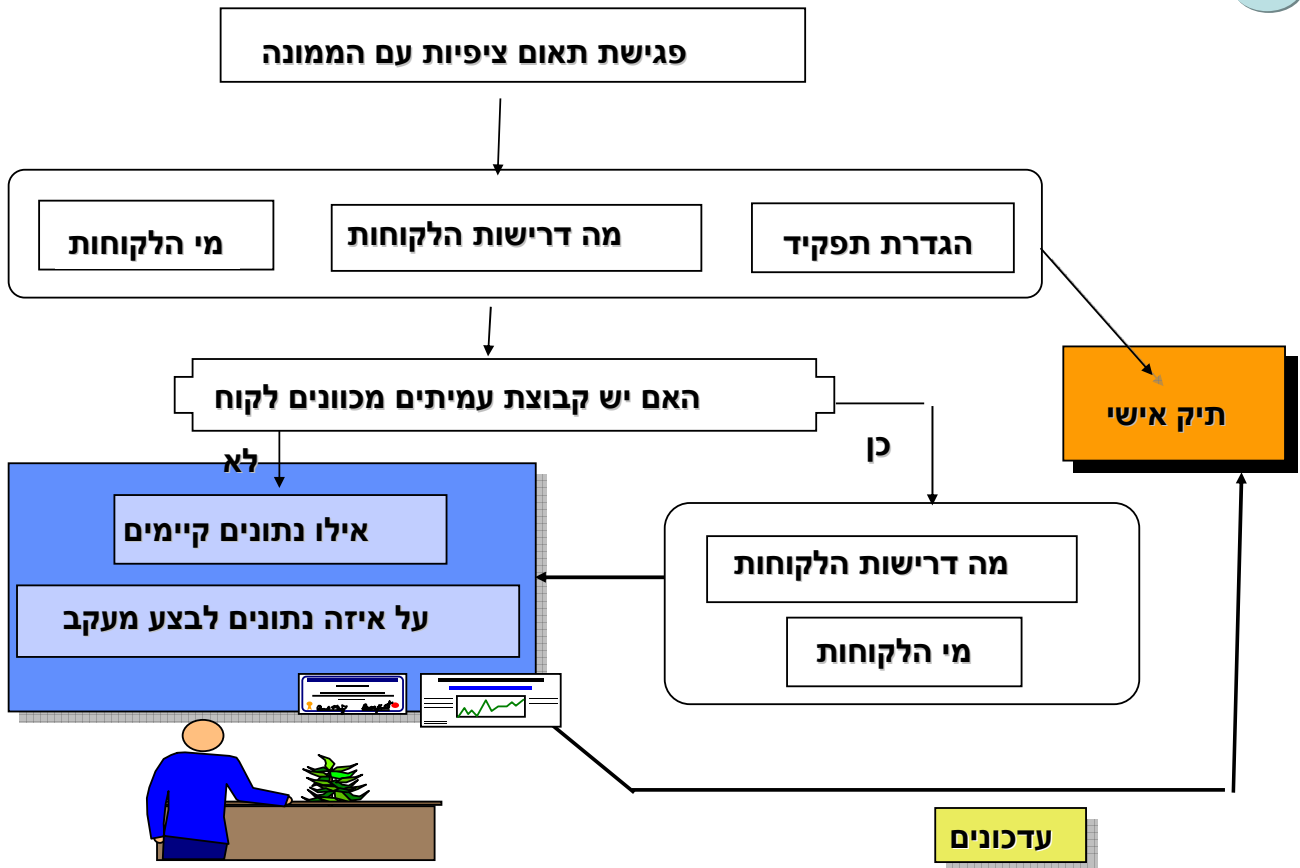 פגישת תאום ציפיות עם הממונה
הגדרת תפקיד
מה דרישות הלקוחות
מי הלקוחות
האם יש קבוצת עמיתים מכוונים לקוח
תיק אישי
כן
לא
מה דרישות הלקוחות
מי הלקוחות
אילו נתונים קיימים
על איזה נתונים לבצע מעקב
עדכונים